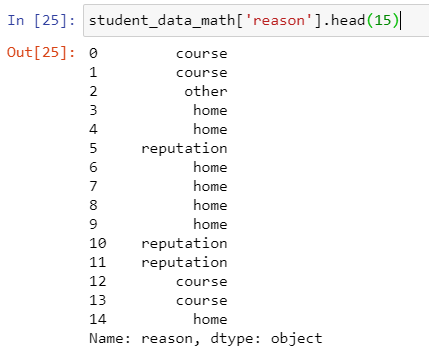 In [25]: student_data_math['reason'].head(15)
Out[25]: 0 course
1 course
2 other
3 home
4 home
5 reputation
6 home
7 home
8 home
9 home
10 reputation
11 reputation
12 course
13 course
14 home
Name: reason, dtype: object